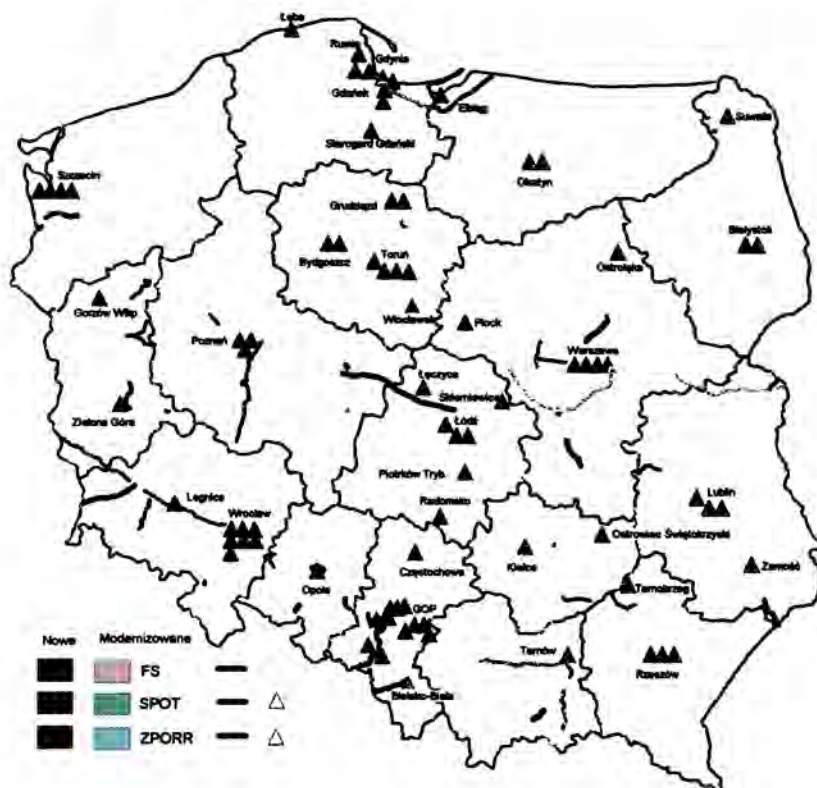 Łeba
Rumia
Gdynia
Gdańsk
Elbląg
Suwałki
Starogard Gdański
Szczecin
Olsztyn
Grudziądz
Białystok
Bydgoszcz
Toruń
Ostrołęka
Gorzów Wlkp
Włocławek
Płock
Poznań
Warszawa
Łęczyca
Skierniewice
Zielona Góra
Łódź
Piotrków Tryb.
Legnica
Lublin
Wrocław
Radomsko
Ostrowiec Świętokrzyski
Częstochowa
Kielce
Zamość
Opole
Tarnobrzeg
GOP
Nowe Modernizowane
Tarnów
FS
Rzeszów
Bielsko-Biała
SPOT
ZPORR